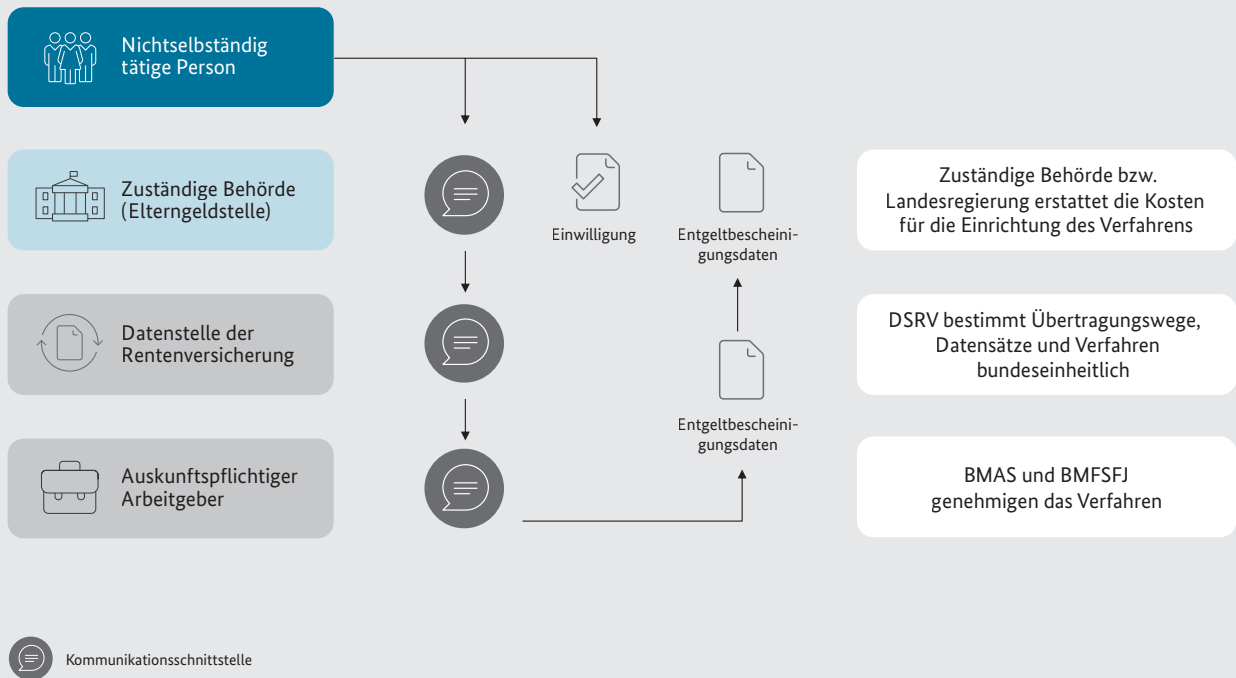 Nichtselbständig
tätige Person
Zuständige Behörde
(Elterngeldstelle)
Einwilligung
Entgeltbescheini-
gungsdaten
Zuständige Behörde bzw.
Landesregierung erstattet die Kosten
für die Einrichtung des Verfahrens
Datenstelle der
Rentenversicherung
Entgeltbescheini-
gungsdaten
DSRV bestimmt Übertragungswege,
Datensätze und Verfahren
bundeseinheitlich
Auskunftspflichtiger
Arbeitgeber
BMAS und BMFSFJ
genehmigen das Verfahren
Kommunikationsschnittstelle